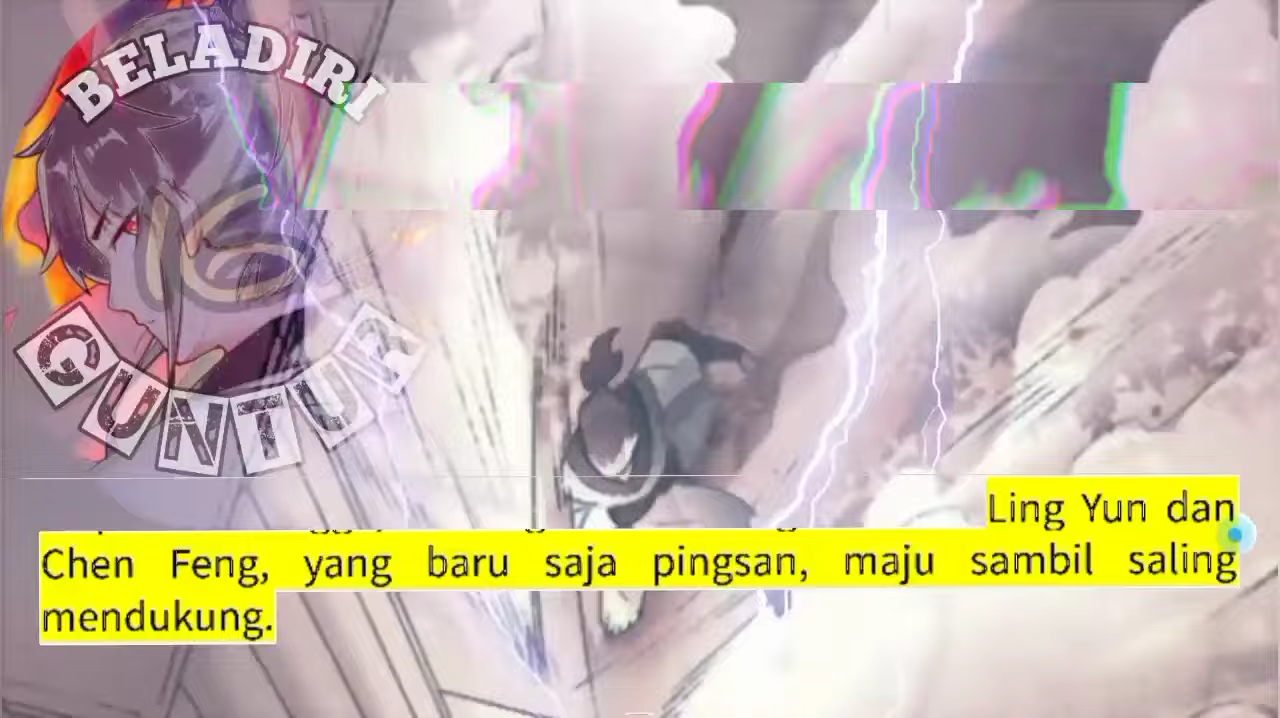 BELADIRI
GUNTUR
Ling Yun dan
Chen Feng, yang baru saja pingsan, maju sambil saling
mendukung.